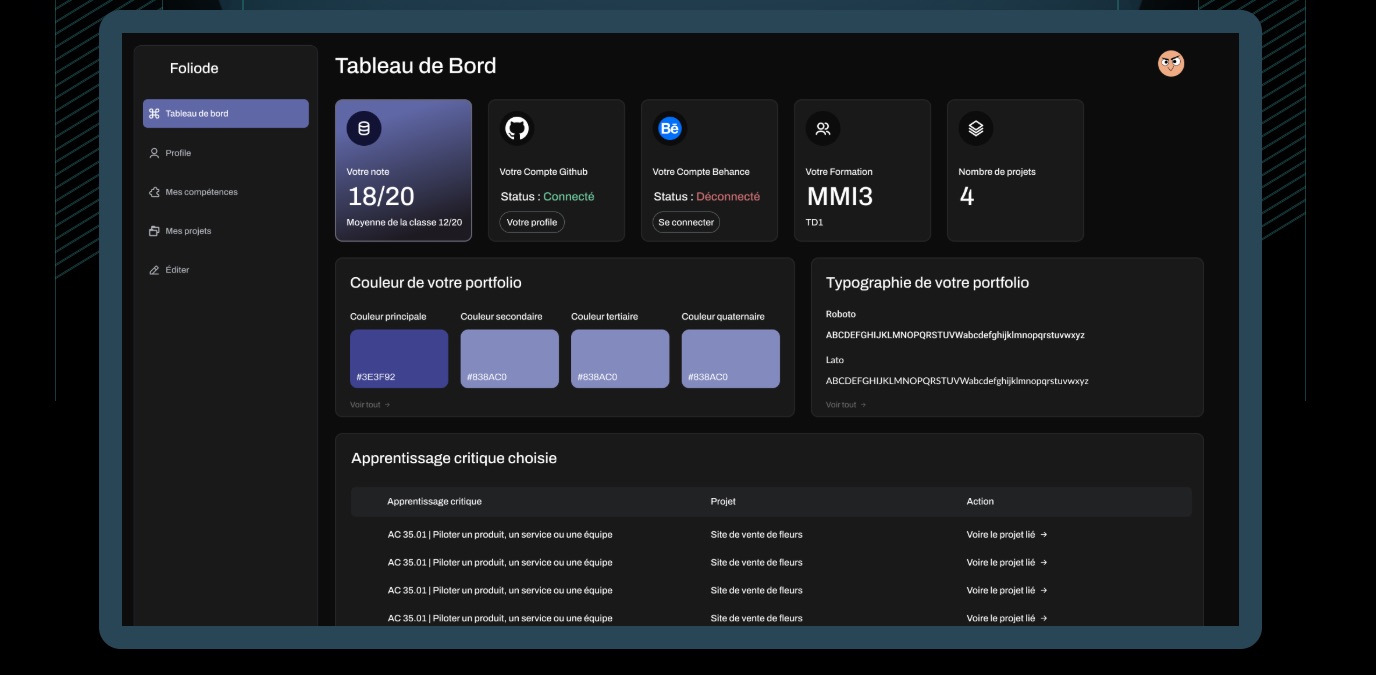 Foliode
Tableau de bord
Profile
Mes compétences
Mes projets
Éditer
Tableau de Bord
Votre note
18/20
Moyenne de la classe 12/20
Votre Compte Github
Status : Connecté
Votre profile
Bē
Votre Compte Behance
Status : Déconnecté
Se connecter
Votre Formation
MMI3
TD1
Nombre de projets
4
Couleur de votre portfolio
Couleur principale Couleur secondaire Couleur tertiaire Couleur quaternaire
#3E3F92 #838AC0 #838AC0 #838AC0
Voir tout →
Typographie de votre portfolio
Roboto
ABCDEFGHIJKLMNOPQRSTUVWabcdefghijklmnopqrstuvwxyz
Lato
ABCDEFGHIJKLMNOPQRSTUVWabcdefghijklmnopqrstuvwxyz
Voir tout →
Apprentissage critique choisie
Apprentissage critique Projet Action
AC 35.01 | Piloter un produit, un service ou une équipe Site de vente de fleurs Voire le projet lié →
AC 35.01 | Piloter un produit, un service ou une équipe Site de vente de fleurs Voire le projet lié →
AC 35.01 | Piloter un produit, un service ou une équipe Site de vente de fleurs Voire le projet lié →
AC 35.01 | Piloter un produit, un service ou une équipe Site de vente de fleurs Voire le projet lié →